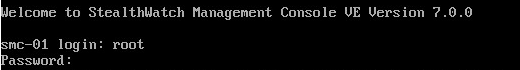 Welcome to StealthWatch Management Console VE Version 7.0.0
smc-01 login: root
Password: